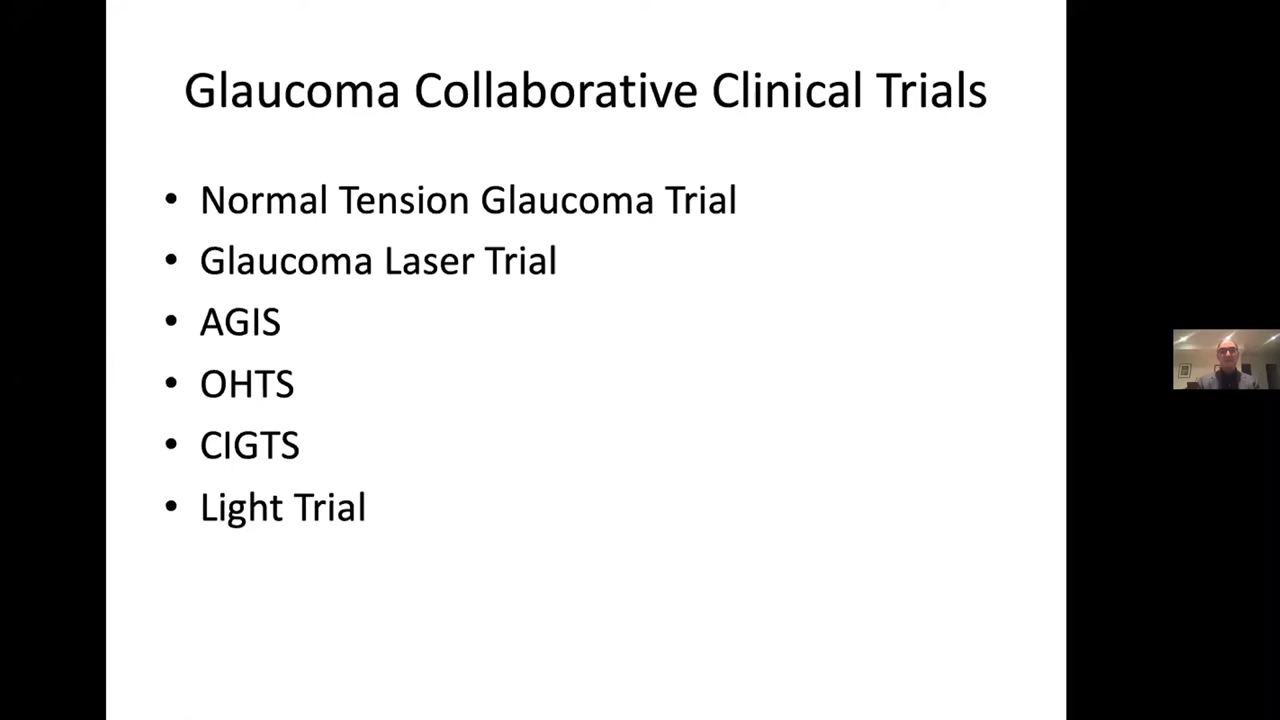 Glaucoma Collaborative Clinical Trials
• Normal Tension Glaucoma Trial
• Glaucoma Laser Trial
• AGIS
• OHTS
• CIGTS
• Light Trial